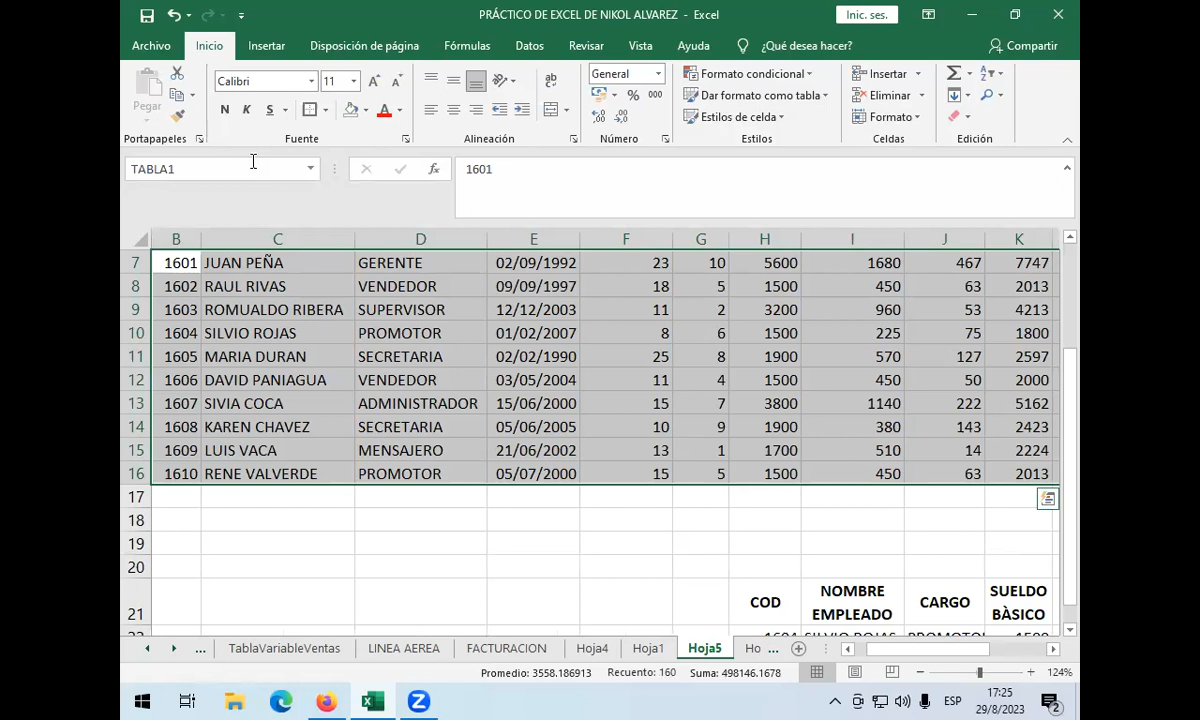 PRÁCTICO DE EXCEL DE NIKOL ALVAREZ - Excel
Inic. ses.
Archivo Inicio Insertar Disposición de página Fórmulas Datos Revisar Vista Ayuda ¿Qué desea hacer? Compartir
Pegar
Calibri 11
N K S
General
% 000
Formato condicional
Dar formato como tabla
Estilos de celda
Insertar
Eliminar
Formato
Portapapeles Fuente Alineación Número Estilos Celdas Edición
TABLA1 fx 1601
B C D E F G H I J K
7 1601 JUAN PEÑA GERENTE 02/09/1992 23 10 5600 1680 467 7747
8 1602 RAUL RIVAS VENDEDOR 09/09/1997 18 5 1500 450 63 2013
9 1603 ROMUALDO RIBERA SUPERVISOR 12/12/2003 11 2 3200 960 53 4213
10 1604 SILVIO ROJAS PROMOTOR 01/02/2007 8 6 1500 225 75 1800
11 1605 MARIA DURAN SECRETARIA 02/02/1990 25 8 1900 570 127 2597
12 1606 DAVID PANIAGUA VENDEDOR 03/05/2004 11 4 1500 450 50 2000
13 1607 SIVIA COCA ADMINISTRADOR 15/06/2000 15 7 3800 1140 222 5162
14 1608 KAREN CHAVEZ SECRETARIA 05/06/2005 10 9 1900 380 143 2423
15 1609 LUIS VACA MENSAJERO 21/06/2002 13 1 1700 510 14 2224
16 1610 RENE VALVERDE PROMOTOR 05/07/2000 15 5 1500 450 63 2013
17
18
19
20
21 COD NOMBRE EMPLEADO CARGO SUELDO BÀSICO
22 1604 SILVIO ROJAS PROMOTOR 1500
... TablaVariableVentas LINEA AEREA FACTURACION Hoja4 Hoja1 Hoja5 Ho ...
Promedio: 3558.186913 Recuento: 160 Suma: 498146.1678 124%
ESP 17:25
29/8/2023
2